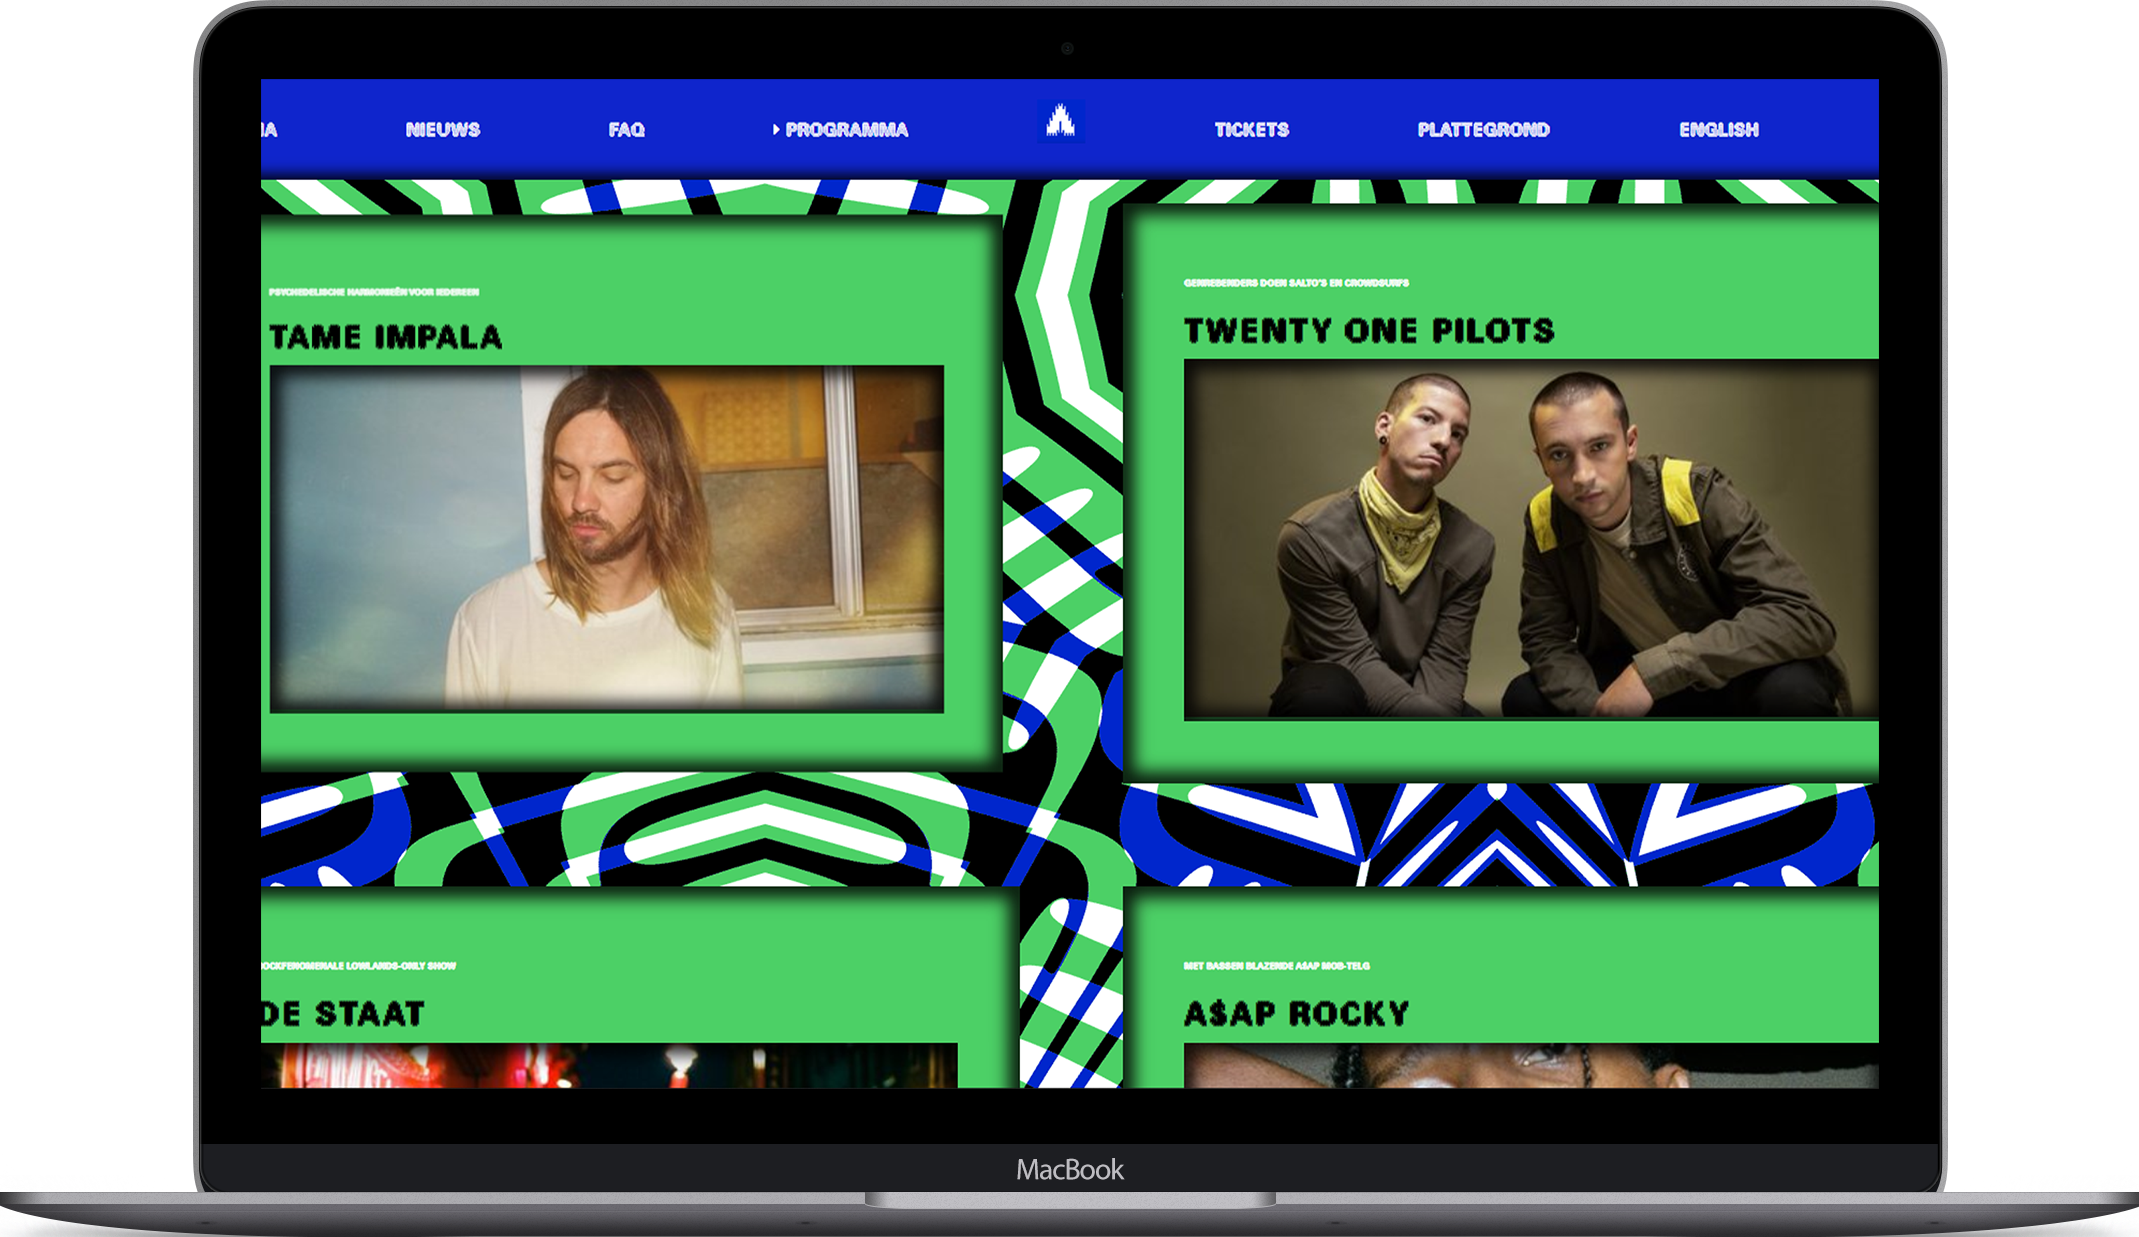 NIEUWS FAQ PROGRAMMA TICKETS PLATTEGROND ENGLISH
PSYCHEDELISCHE HARMONIEËN VOOR IEDEREEN
TAME IMPALA
GENREBENDERS DOEN SALTO'S EN CROWDSURFS
TWENTY ONE PILOTS
LOWLANDS-ONLY SHOW
DE STAAT
MET BASSEN BLAZENDE A$AP MOB-TELG
A$AP ROCKY
MacBook